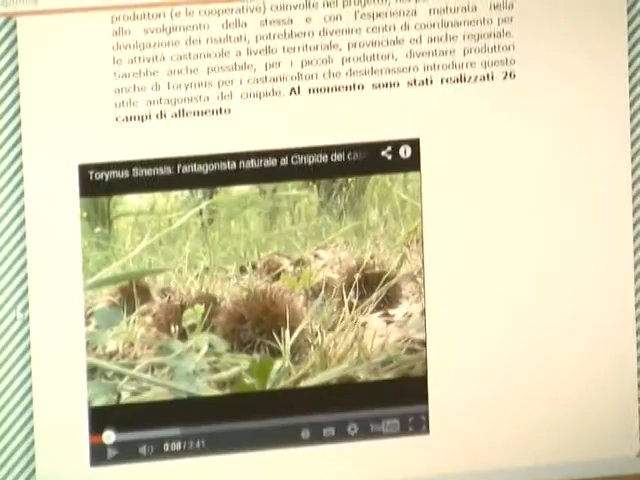 produttori (e le cooperative) coinvolte nel progetto,
allo svolgimento della stessa e con l'esperienza maturata nella
divulgazione dei risultati, potrebbero divenire centri di coordinamento per
le attività castanicole a livello territoriale, provinciale ed anche regionale.
Sarebbe anche possibile, per i piccoli produttori, diventare produttori
anche di Torymus per i castanicoltori che desiderassero introdurre questo
utile antagonista del cinipide. Al momento sono stati realizzati 26
campi di allemento
Torymus Sinensis: l'antagonista naturale al Cinipide del cas
0:08 / 3:41